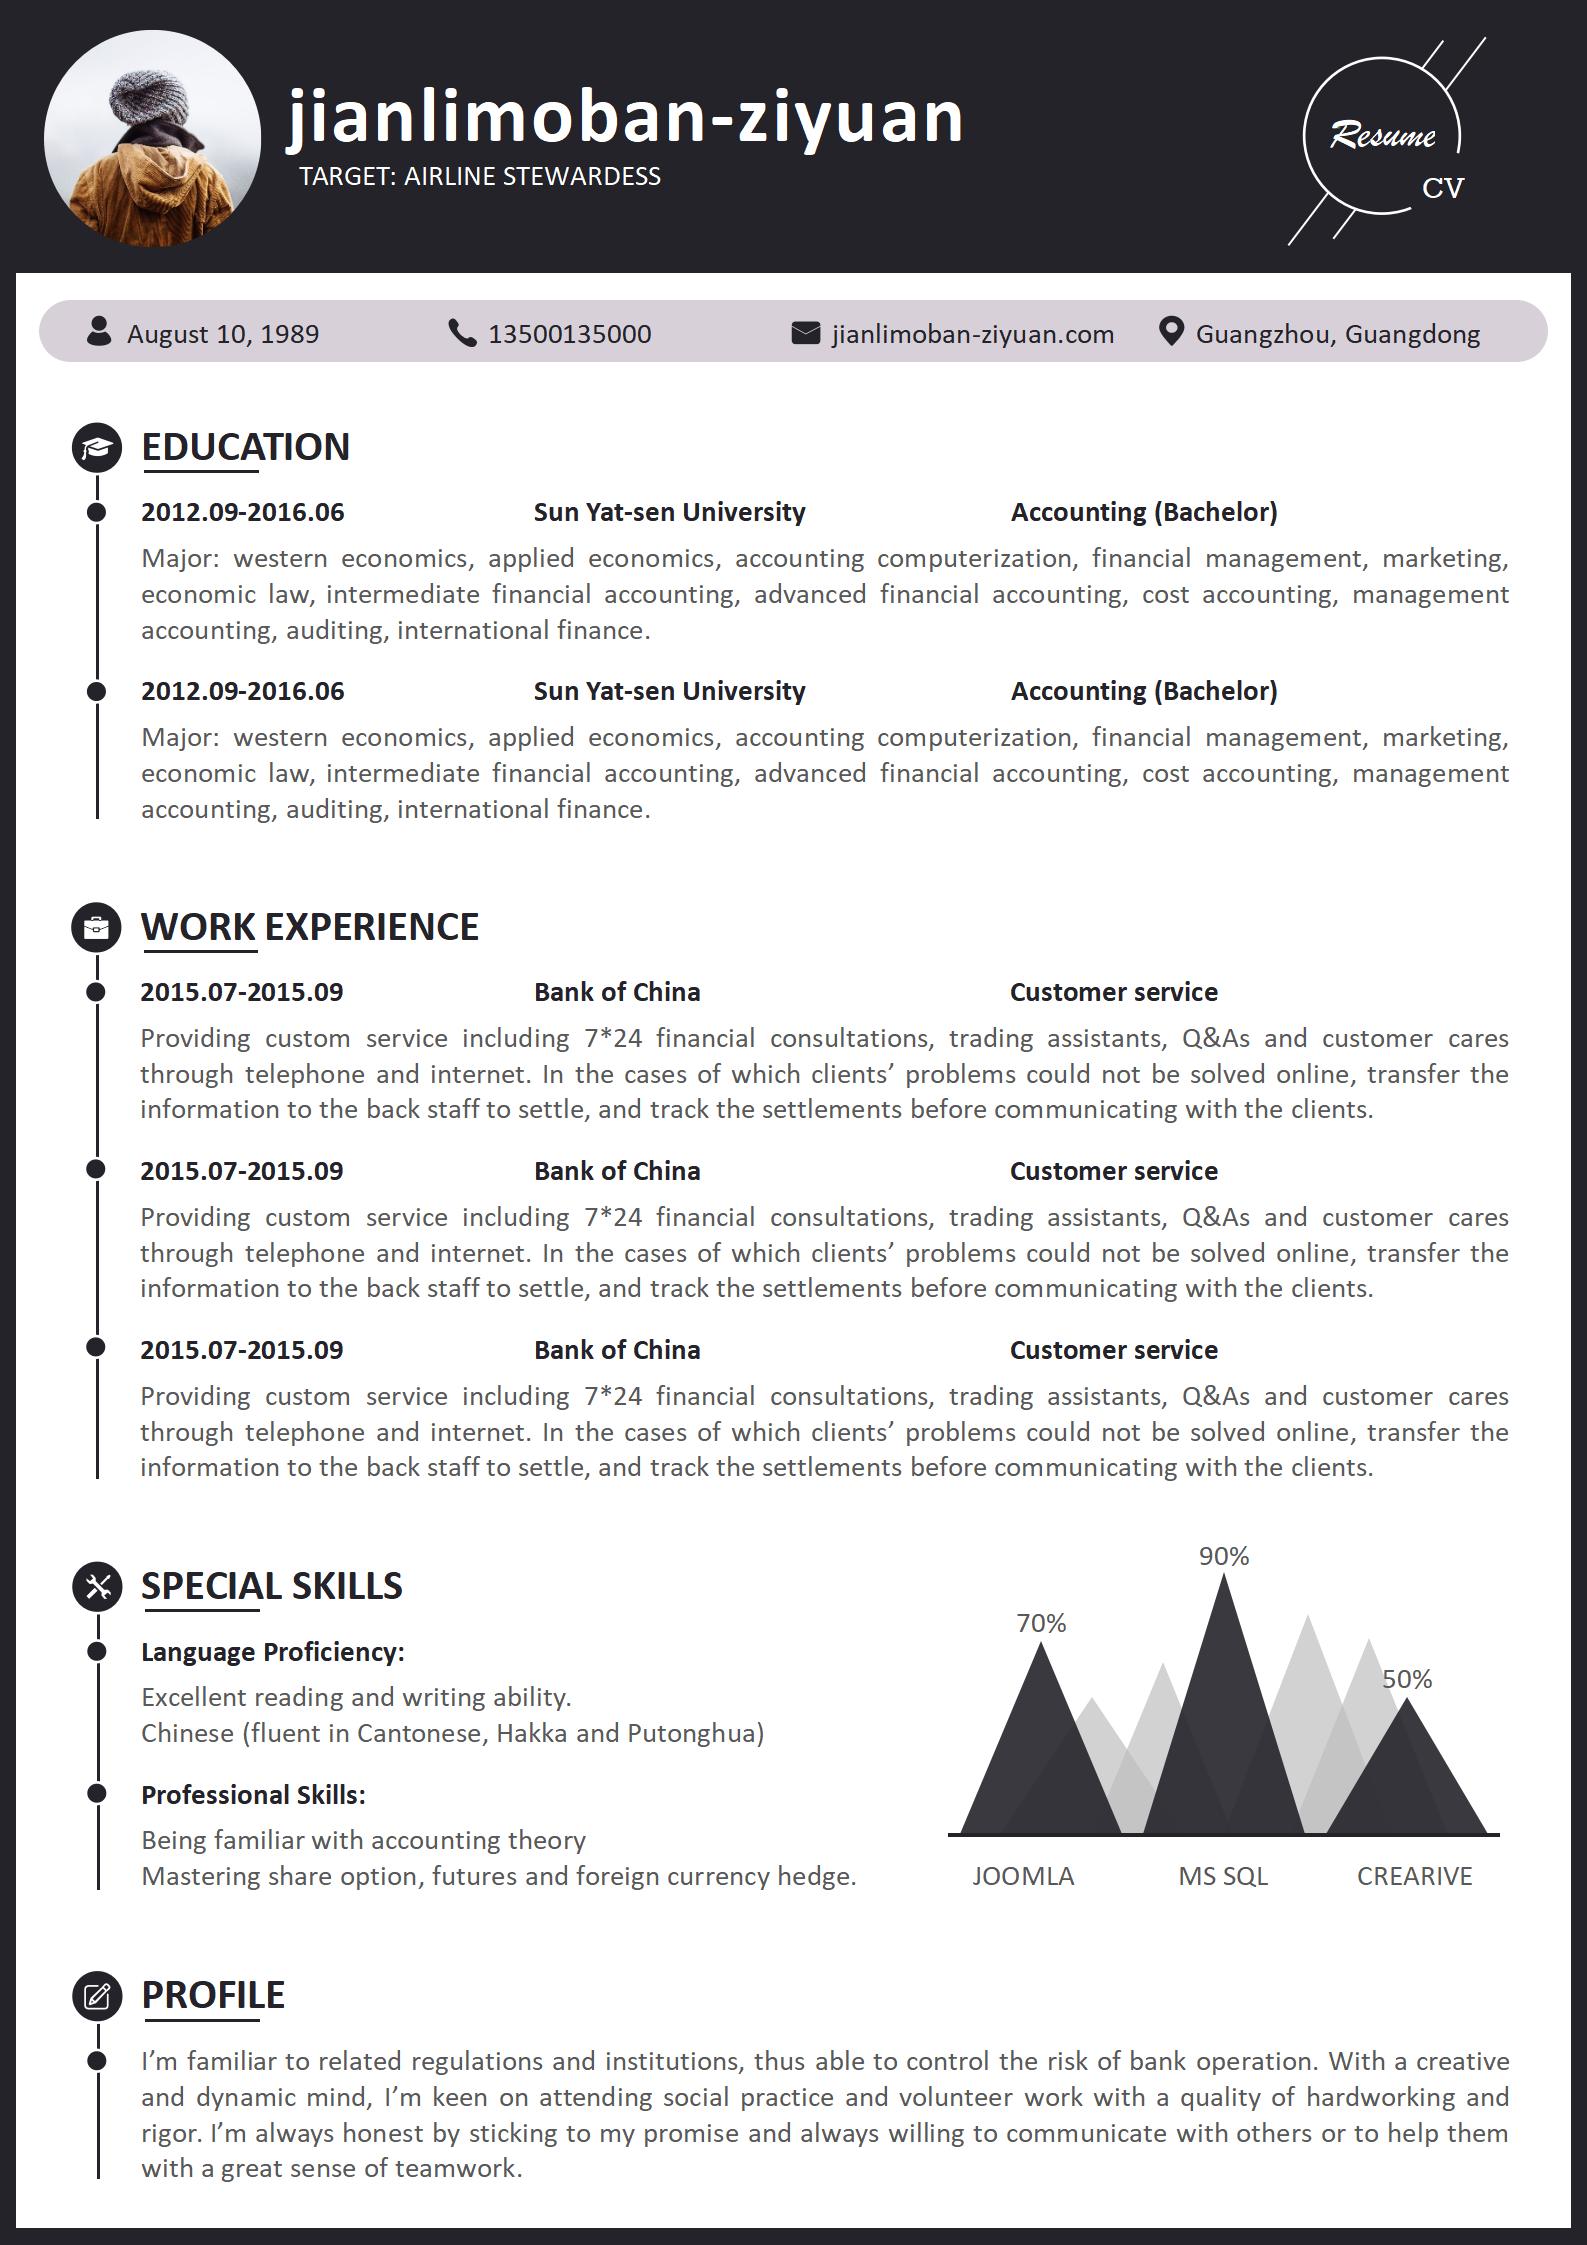 jianlimoban-ziyuan
TARGET: AIRLINE STEWARDESS
Resume
CV
August 10, 1989
13500135000
jianlimoban-ziyuan.com
Guangzhou, Guangdong
EDUCATION
2012.09-2016.06 Sun Yat-sen University Accounting (Bachelor)
Major: western economics, applied economics, accounting computerization, financial management, marketing,
economic law, intermediate financial accounting, advanced financial accounting, cost accounting, management
accounting, auditing, international finance.
2012.09-2016.06 Sun Yat-sen University Accounting (Bachelor)
Major: western economics, applied economics, accounting computerization, financial management, marketing,
economic law, intermediate financial accounting, advanced financial accounting, cost accounting, management
accounting, auditing, international finance.
WORK EXPERIENCE
2015.07-2015.09 Bank of China Customer service
Providing custom service including 7*24 financial consultations, trading assistants, Q&As and customer cares
through telephone and internet. In the cases of which clients’ problems could not be solved online, transfer the
information to the back staff to settle, and track the settlements before communicating with the clients.
2015.07-2015.09 Bank of China Customer service
Providing custom service including 7*24 financial consultations, trading assistants, Q&As and customer cares
through telephone and internet. In the cases of which clients’ problems could not be solved online, transfer the
information to the back staff to settle, and track the settlements before communicating with the clients.
2015.07-2015.09 Bank of China Customer service
Providing custom service including 7*24 financial consultations, trading assistants, Q&As and customer cares
through telephone and internet. In the cases of which clients’ problems could not be solved online, transfer the
information to the back staff to settle, and track the settlements before communicating with the clients.
SPECIAL SKILLS
Language Proficiency:
Excellent reading and writing ability.
Chinese (fluent in Cantonese, Hakka and Putonghua)
Professional Skills:
Being familiar with accounting theory
Mastering share option, futures and foreign currency hedge.
90%
70%
50%
JOOMLA MS SQL CREARIVE
PROFILE
I’m familiar to related regulations and institutions, thus able to control the risk of bank operation. With a creative
and dynamic mind, I’m keen on attending social practice and volunteer work with a quality of hardworking and
rigor. I’m always honest by sticking to my promise and always willing to communicate with others or to help them
with a great sense of teamwork.